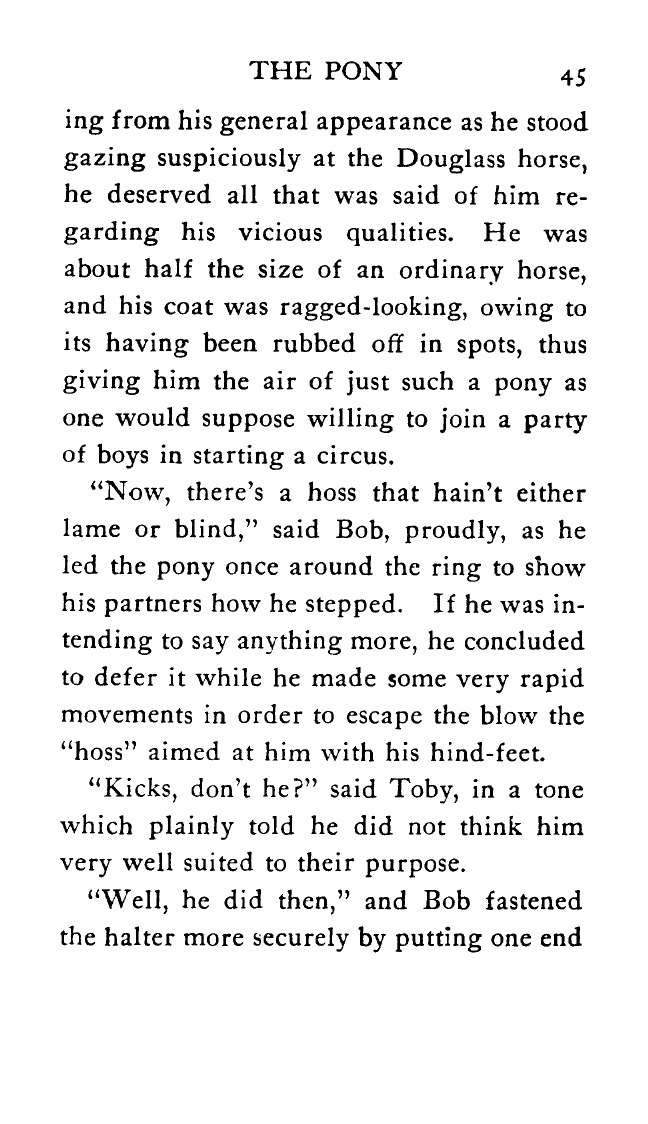 THE PONY 45
ing from his general appearance as he stood
gazing suspiciously at the Douglass horse,
he deserved all that was said of him re-
garding his vicious qualities. He was
about half the size of an ordinary horse,
and his coat was ragged-looking, owing to
its having been rubbed off in spots, thus
giving him the air of just such a pony as
one would suppose willing to join a party
of boys in starting a circus.
“Now, there’s a hoss that hain’t either
lame or blind,” said Bob, proudly, as he
led the pony once around the ring to show
his partners how he stepped. If he was in-
tending to say anything more, he concluded
to defer it while he made some very rapid
movements in order to escape the blow the
“hoss” aimed at him with his hind-feet.
“Kicks, don’t he?” said Toby, in a tone
which plainly told he did not think him
very well suited to their purpose.
“Well, he did then,” and Bob fastened
the halter more securely by putting one end